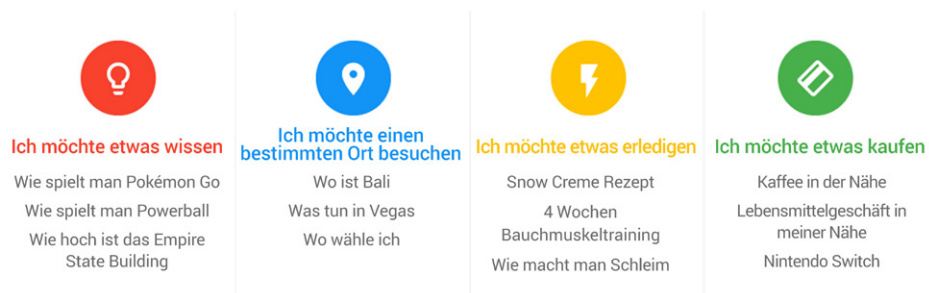 Ich möchte etwas wissen
Wie spielt man Pokémon Go
Wie spielt man Powerball
Wie hoch ist das Empire
State Building
Ich möchte einen
bestimmten Ort besuchen
Wo ist Bali
Was tun in Vegas
Wo wähle ich
Ich möchte etwas erledigen
Snow Creme Rezept
4 Wochen
Bauchmuskeltraining
Wie macht man Schleim
Ich möchte etwas kaufen
Kaffee in der Nähe
Lebensmittelgeschäft in
meiner Nähe
Nintendo Switch